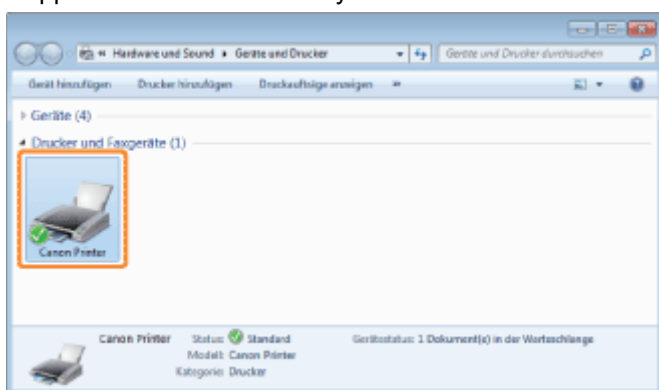 « Hardware und Sound ▸ Geräte und Drucker
Geräte und Drucker durchsuchen
Gerät hinzufügen Drucker hinzufügen Druckaufträge anzeigen »
Geräte (4)
Drucker und Faxgeräte (1)
Canon Printer
Canon Printer Status: Standard Gerätestatus: 1 Dokument(e) in der Warteschlange
Modell: Canon Printer
Kategorie: Drucker